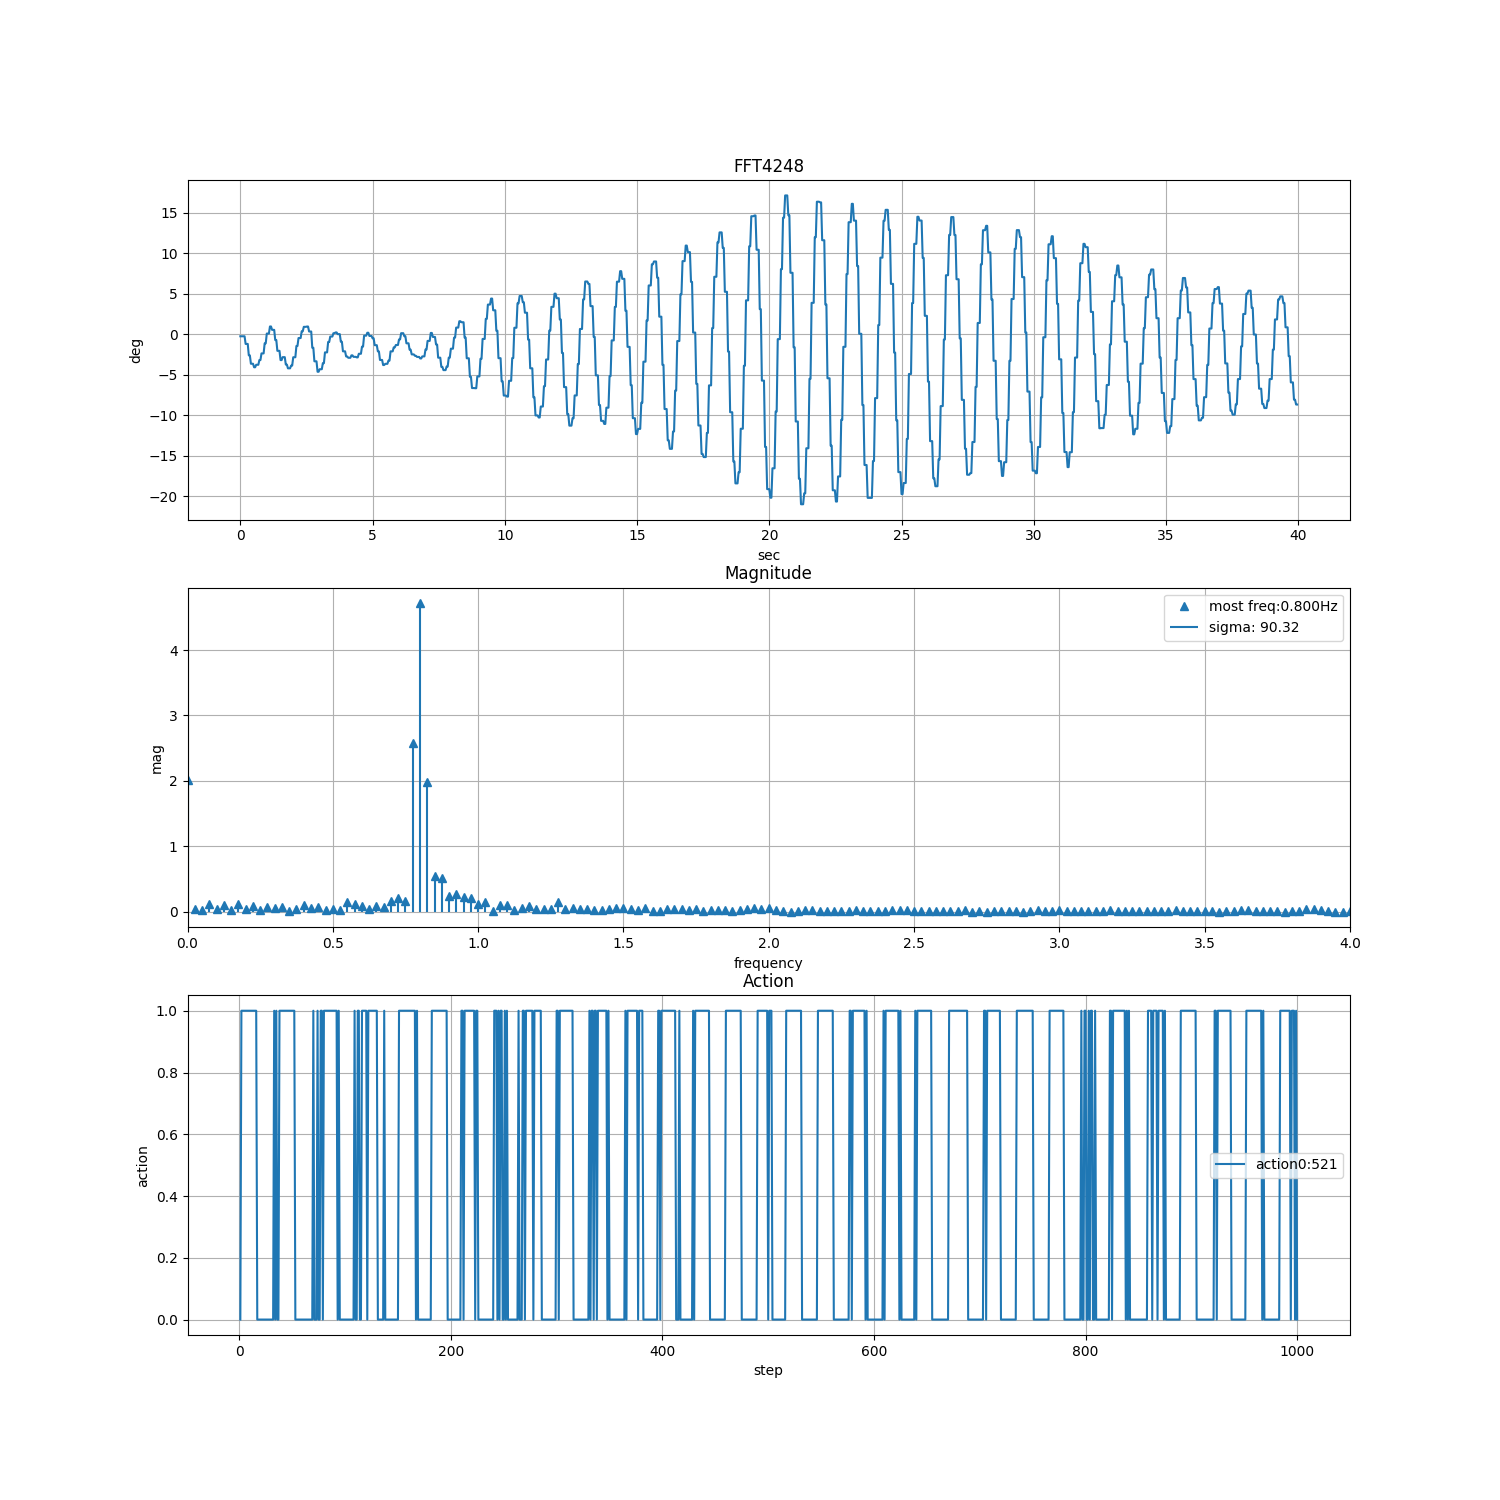 FFT4248
15
10
5
0
−5
−10
−15
−20
deg
0 5 10 15 20 25 30 35 40
sec
Magnitude
most freq:0.800Hz
sigma: 90.32
4
3
2
1
0
mag
0.0 0.5 1.0 1.5 2.0 2.5 3.0 3.5 4.0
frequency
Action
1.0
0.8
0.6
0.4
0.2
0.0
action
action0:521
0 200 400 600 800 1000
step